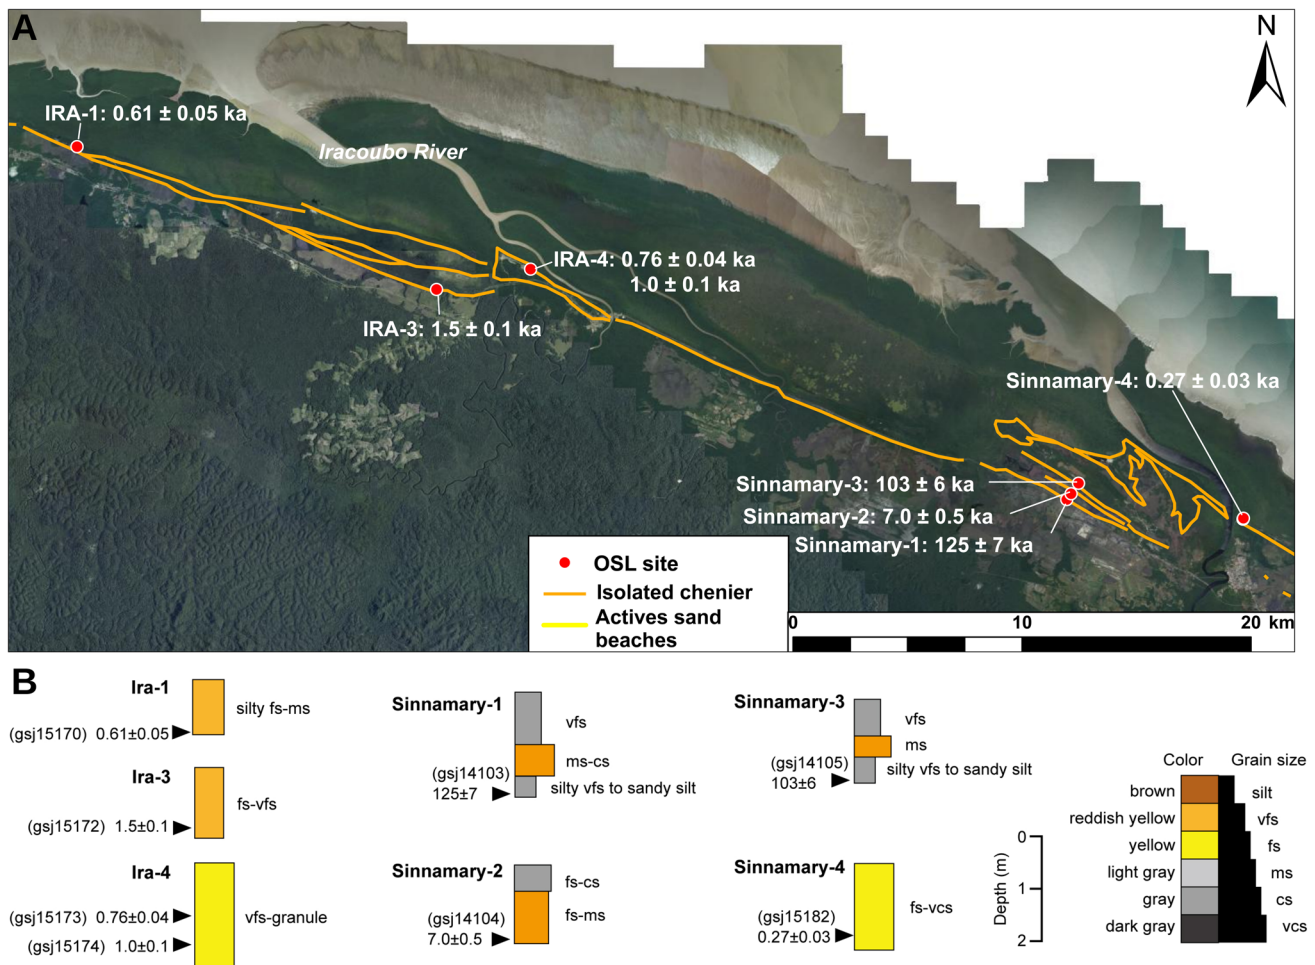 A
N
IRA-1: 0.61 ± 0.05 ka
Iracoubo River
IRA-4: 0.76 ± 0.04 ka
1.0 ± 0.1 ka
IRA-3: 1.5 ± 0.1 ka
Sinnamary-4: 0.27 ± 0.03 ka
Sinnamary-3: 103 ± 6 ka
Sinnamary-2: 7.0 ± 0.5 ka
Sinnamary-1: 125 ± 7 ka
OSL site
Isolated chenier
Actives sand
beaches
0 10 20 km
B
Ira-1
silty fs-ms
(gsj15170) 0.61±0.05
Ira-3
fs-vfs
(gsj15172) 1.5±0.1
Ira-4
(gsj15173) 0.76±0.04
vfs-granule
(gsj15174) 1.0±0.1
Sinnamary-1
vfs
ms-cs
(gsj14103)
125±7
silty vfs to sandy silt
Sinnamary-2
fs-cs
fs-ms
(gsj14104)
7.0±0.5
Sinnamary-3
vfs
ms
(gsj14105)
silty vfs to sandy silt
103±6
Sinnamary-4
fs-vcs
(gsj15182)
0.27±0.03
Depth (m)
0
1
2
Color Grain size
brown silt
reddish yellow vfs
yellow fs
light gray ms
gray cs
dark gray vcs